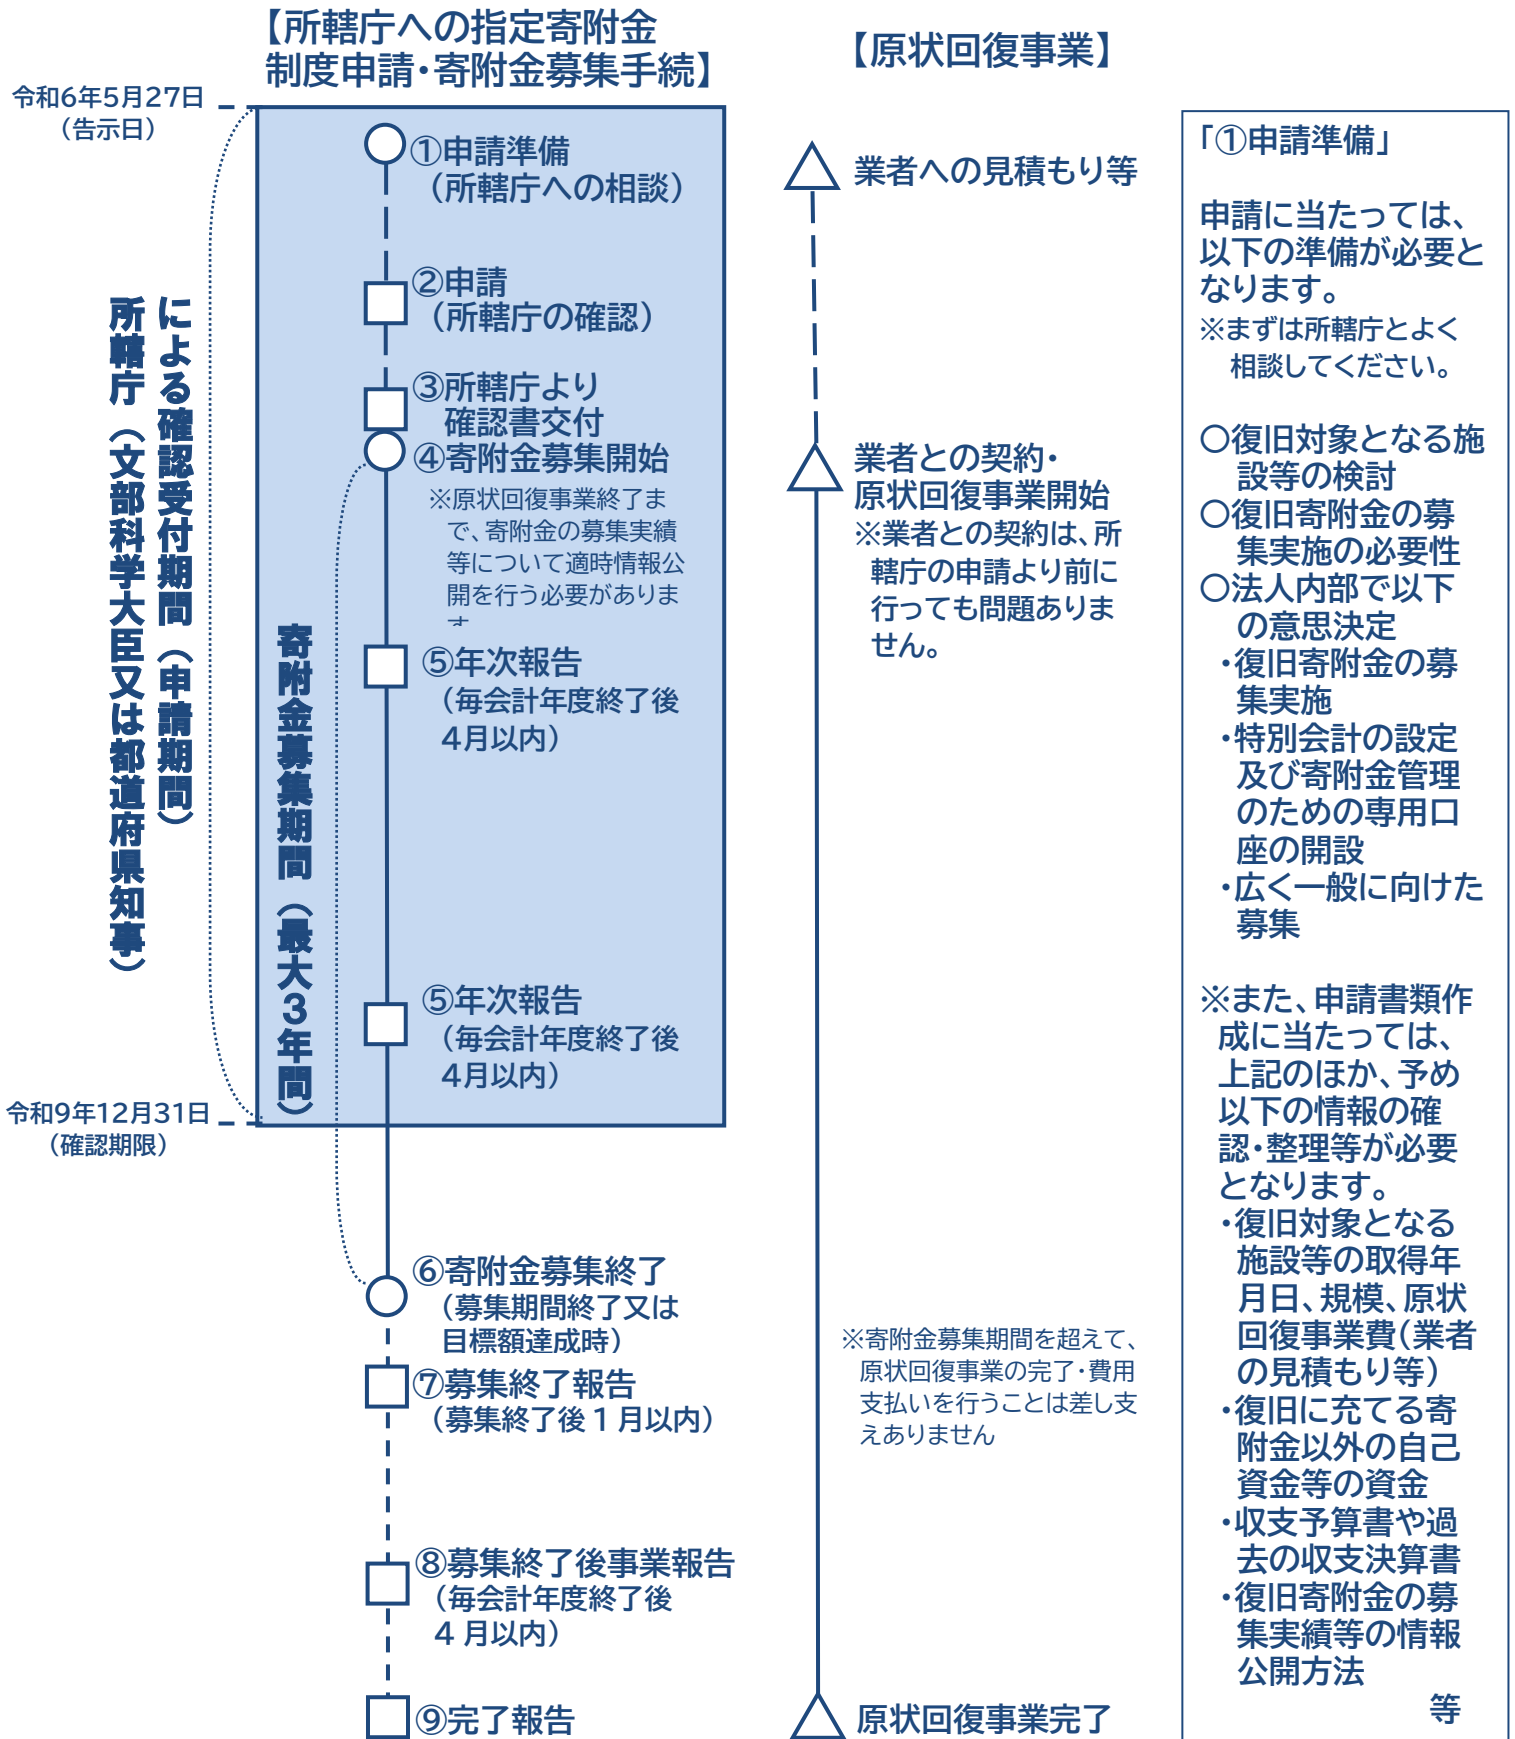 【所轄庁への指定寄附金
制度申請・寄附金募集手続】
【原状回復事業】
令和6年5月27日
（告示日）
所轄庁（文部科学大臣又は都道府県知事）
による確認受付期間（申請期間）
令和9年12月31日
（確認期限）
寄附金募集期間（最大３年間）
①申請準備
（所轄庁への相談）
②申請
（所轄庁の確認）
③所轄庁より
確認書交付
④寄附金募集開始
※原状回復事業終了ま
で、寄附金の募集実績
等について適時情報公
開を行う必要がありま
す
⑤年次報告
（毎会計年度終了後
4月以内）
⑤年次報告
（毎会計年度終了後
4月以内）
⑥寄附金募集終了
（募集期間終了又は
目標額達成時）
⑦募集終了報告
（募集終了後１月以内）
⑧募集終了後事業報告
（毎会計年度終了後
４月以内）
⑨完了報告
業者への見積もり等
業者との契約・
原状回復事業開始
※業者との契約は、所
轄庁の申請より前に
行っても問題ありま
せん。
※寄附金募集期間を超えて、
原状回復事業の完了・費用
支払いを行うことは差し支
えありません
原状回復事業完了
「①申請準備」
申請に当たっては、
以下の準備が必要と
なります。
※まずは所轄庁とよく
相談してください。
○復旧対象となる施
設等の検討
○復旧寄附金の募
集実施の必要性
○法人内部で以下
の意思決定
・復旧寄附金の募
集実施
・特別会計の設定
及び寄附金管理
のための専用口
座の開設
・広く一般に向けた
募集
※また、申請書類作
成に当たっては、
上記のほか、予め
以下の情報の確
認・整理等が必要
となります。
・復旧対象となる
施設等の取得年
月日、規模、原状
回復事業費（業者
の見積もり等）
・復旧に充てる寄
附金以外の自己
資金等の資金
・収支予算書や過
去の収支決算書
・復旧寄附金の募
集実績等の情報
公開方法
等